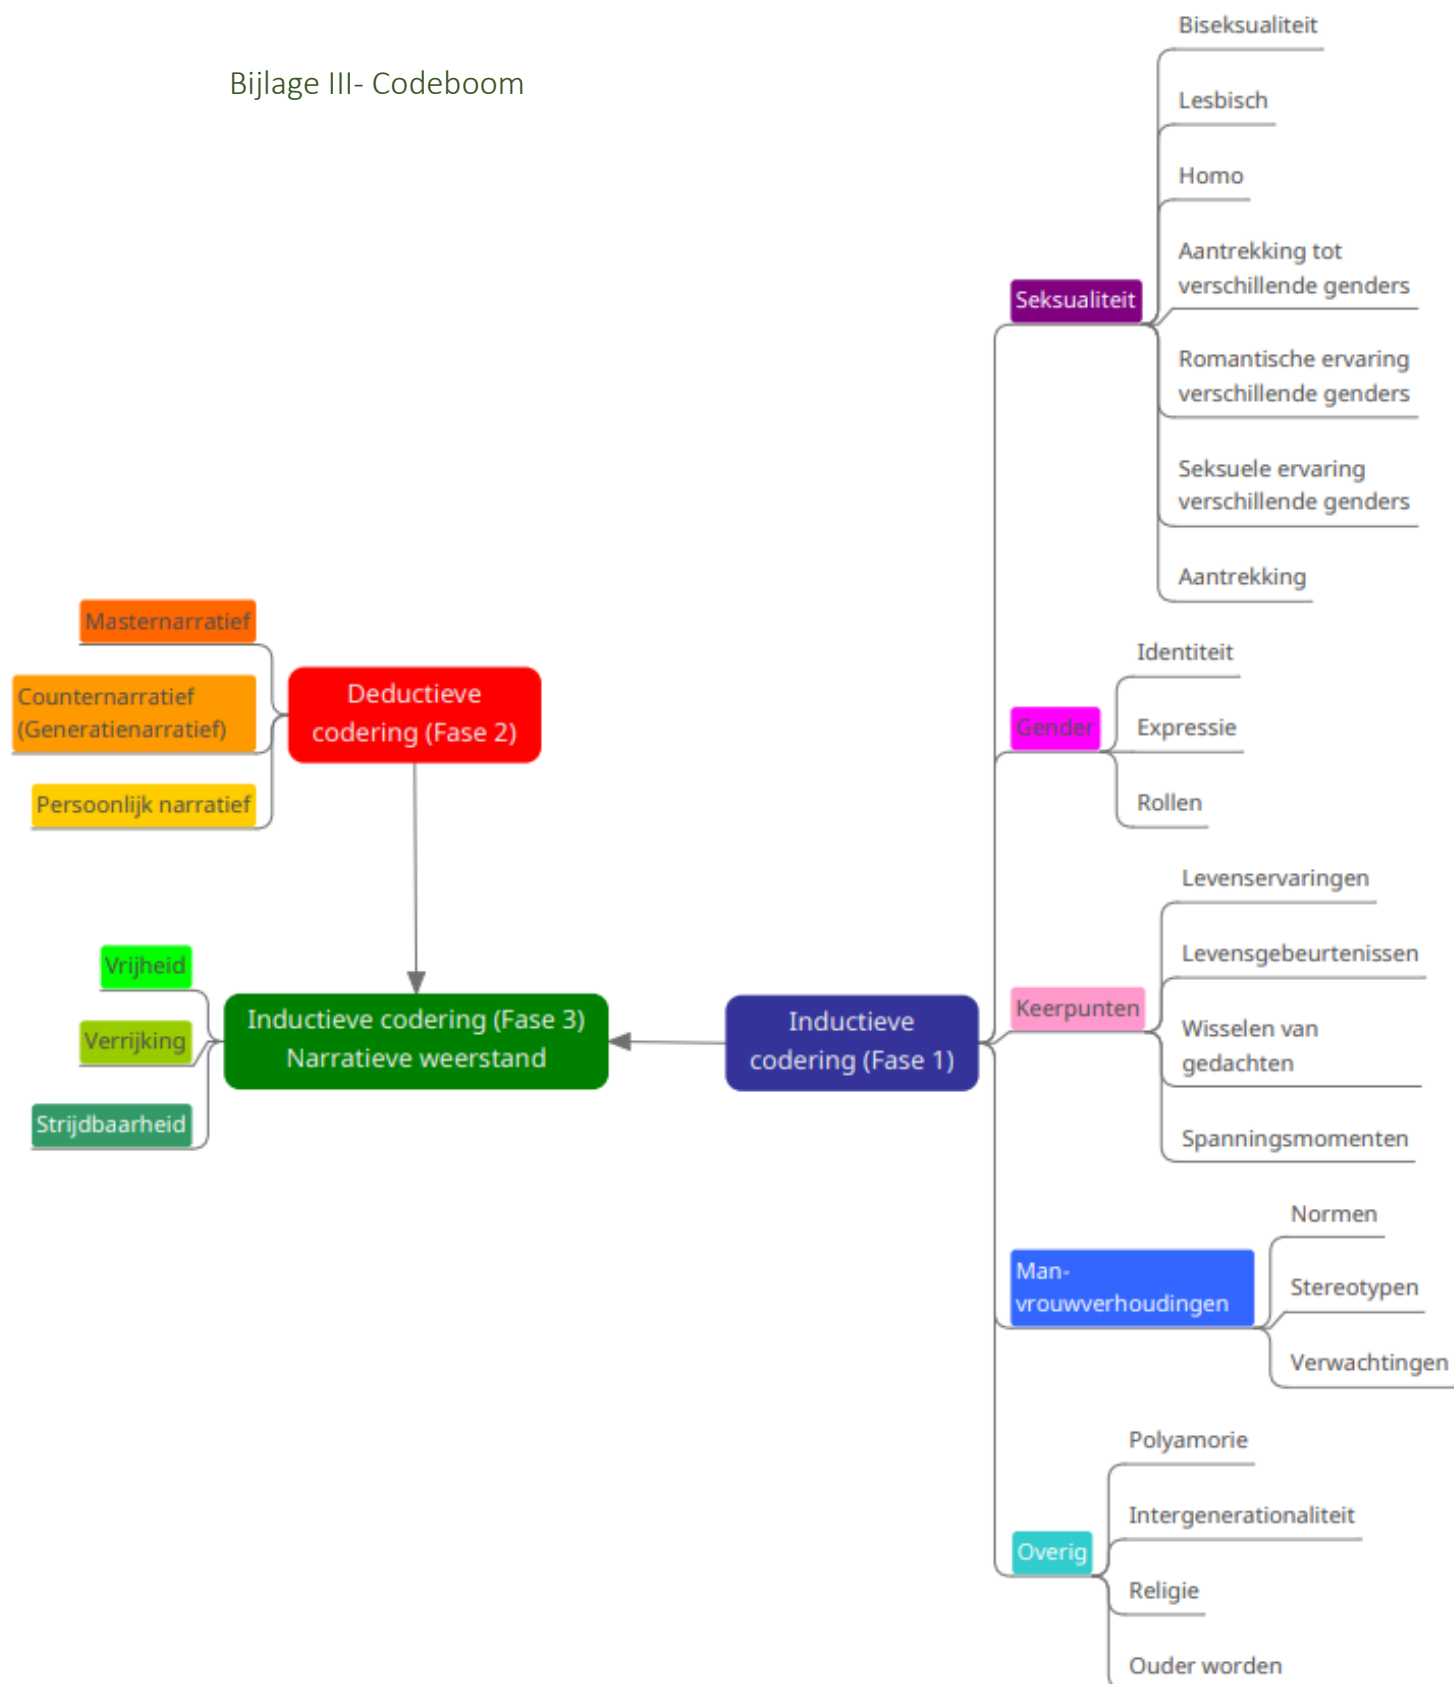 Bijlage III- Codeboom
Masternarratief
Counternarratief
(Generatienarratief)
Persoonlijk narratief
Deductieve
codering (Fase 2)
Vrijheid
Verrijking
Strijdbaarheid
Inductieve codering (Fase 3)
Narratieve weerstand
Inductieve
codering (Fase 1)
Seksualiteit
Biseksualiteit
Lesbisch
Homo
Aantrekking tot
verschillende genders
Romantische ervaring
verschillende genders
Seksuele ervaring
verschillende genders
Aantrekking
Gender
Identiteit
Expressie
Rollen
Keerpunten
Levenservaringen
Levensgebeurtenissen
Wisselen van
gedachten
Spanningsmomenten
Man-
vrouwverhoudingen
Normen
Stereotypen
Verwachtingen
Overig
Polyamorie
Intergenerationaliteit
Religie
Ouder worden